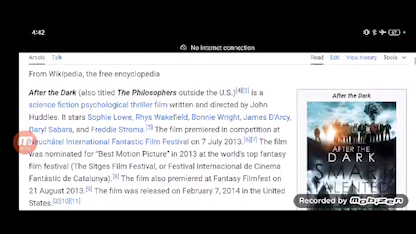 4:42
No internet connection
Article Talk
Read Edit View history Tools
From Wikipedia, the free encyclopedia
After the Dark (also titled The Philosophers outside the U.S.)[4][2] is a
science fiction psychological thriller film written and directed by John
Huddles. It stars Sophie Lowe, Rhys Wakefield, Bonnie Wright, James D'Arcy,
Daryl Sabara, and Freddie Stroma.[5] The film premiered in competition at
Neuchâtel International Fantastic Film Festival on 7 July 2013.[6][7] The film
was nominated for "Best Motion Picture" in 2013 at the world's top fantasy
film festival (The Sitges Film Festival, or Festival Internacional de Cinema
Fantàstic de Catalunya).[8] The film also premiered at Fantasy Filmfest on
21 August 2013.[9] The film was released on February 7, 2014 in the United
States.[2][10][11]
After the Dark
AFTER THE
DARK
SMART
TALENTED
Recorded by Mobizen